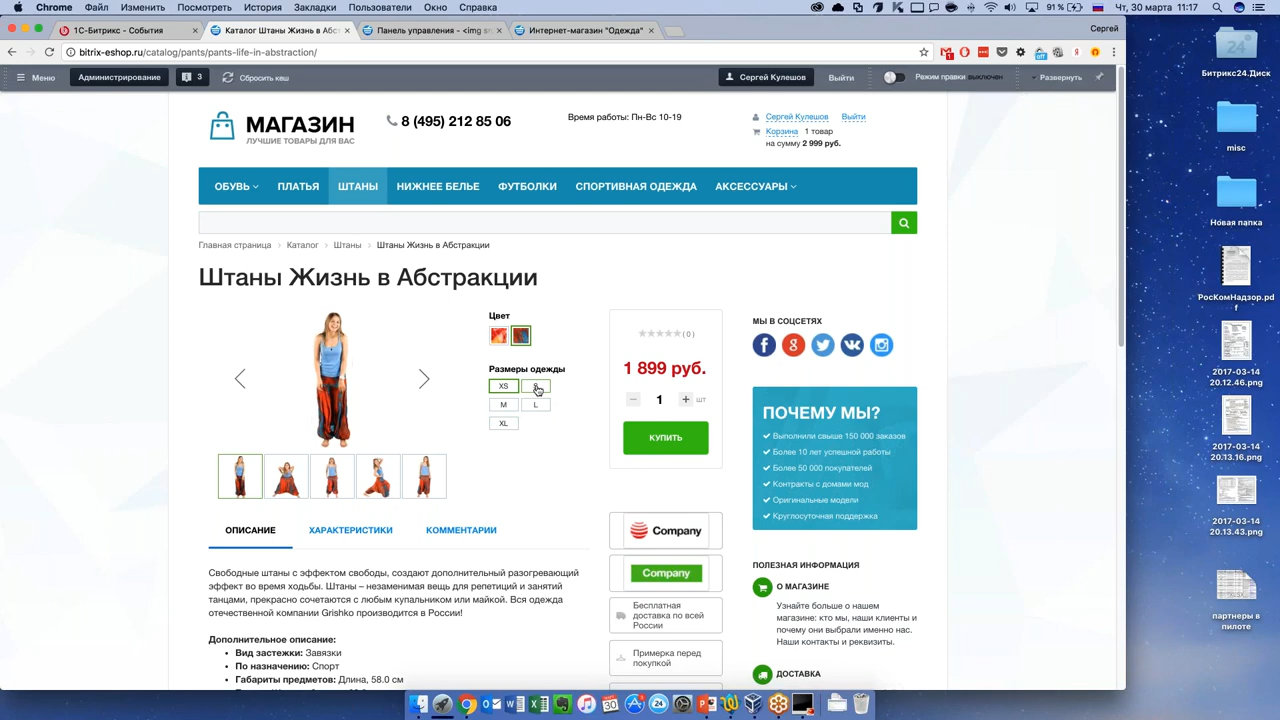 Chrome Файл Изменить Посмотреть История Закладки Пользователи Окно Справка
91% Чт, 30 марта 11:17
1С-Битрикс - События
Каталог Штаны Жизнь в Абст
Панель управления - <img s
Интернет-магазин "Одежда"
Сергей
bitrix-eshop.ru/catalog/pants/pants-life-in-abstraction/
Меню
Администрирование
3
Сбросить кеш
Сергей Кулешов
Выйти
Режим правки выключен
Развернуть
МАГАЗИН
ЛУЧШИЕ ТОВАРЫ ДЛЯ ВАС
8 (495) 212 85 06
Время работы: Пн-Вс 10-19
Сергей Кулешов Выйти
Корзина 1 товар
на сумму 2 999 руб.
ОБУВЬ ПЛАТЬЯ ШТАНЫ НИЖНЕЕ БЕЛЬЕ ФУТБОЛКИ СПОРТИВНАЯ ОДЕЖДА АКСЕССУАРЫ
Главная страница > Каталог > Штаны > Штаны Жизнь в Абстракции
Штаны Жизнь в Абстракции
Цвет
Размеры одежды
XS
M L
XL
( 0 )
1 899 руб.
− 1 + шт
КУПИТЬ
ОПИСАНИЕ ХАРАКТЕРИСТИКИ КОММЕНТАРИИ
Свободные штаны с эффектом свободы, создают дополнительный разогревающий
эффект во время ходьбы. Штаны – незаменимая вещь для репетиций и занятий
танцами, прекрасно сочетаются с любым купальником или майкой. Вся одежда
отечественной компании Grishko производится в России!
Дополнительное описание:
• Вид застежки: Завязки
• По назначению: Спорт
• Габариты предметов: Длина, 58.0 см
Company
Company
Бесплатная
доставка по всей
России
Примерка перед
покупкой
МЫ В СОЦСЕТЯХ
ПОЧЕМУ МЫ?
Выполнили свыше 150 000 заказов
Более 10 лет успешной работы
Более 50 000 покупателей
Контракты с домами мод
Оригинальные модели
Круглосуточная поддержка
ПОЛЕЗНАЯ ИНФОРМАЦИЯ
О МАГАЗИНЕ
Узнайте больше о нашем
магазине: кто мы, наши клиенты и
почему они выбрали именно нас.
Наши контакты и реквизиты.
ДОСТАВКА
24
Битрикс24.Диск
misc
Новая папка
РосКомНадзор.pd
f
2017-03-14
20.12.46.png
2017-03-14
20.13.16.png
2017-03-14
20.13.43.png
партнеры в
пилоте